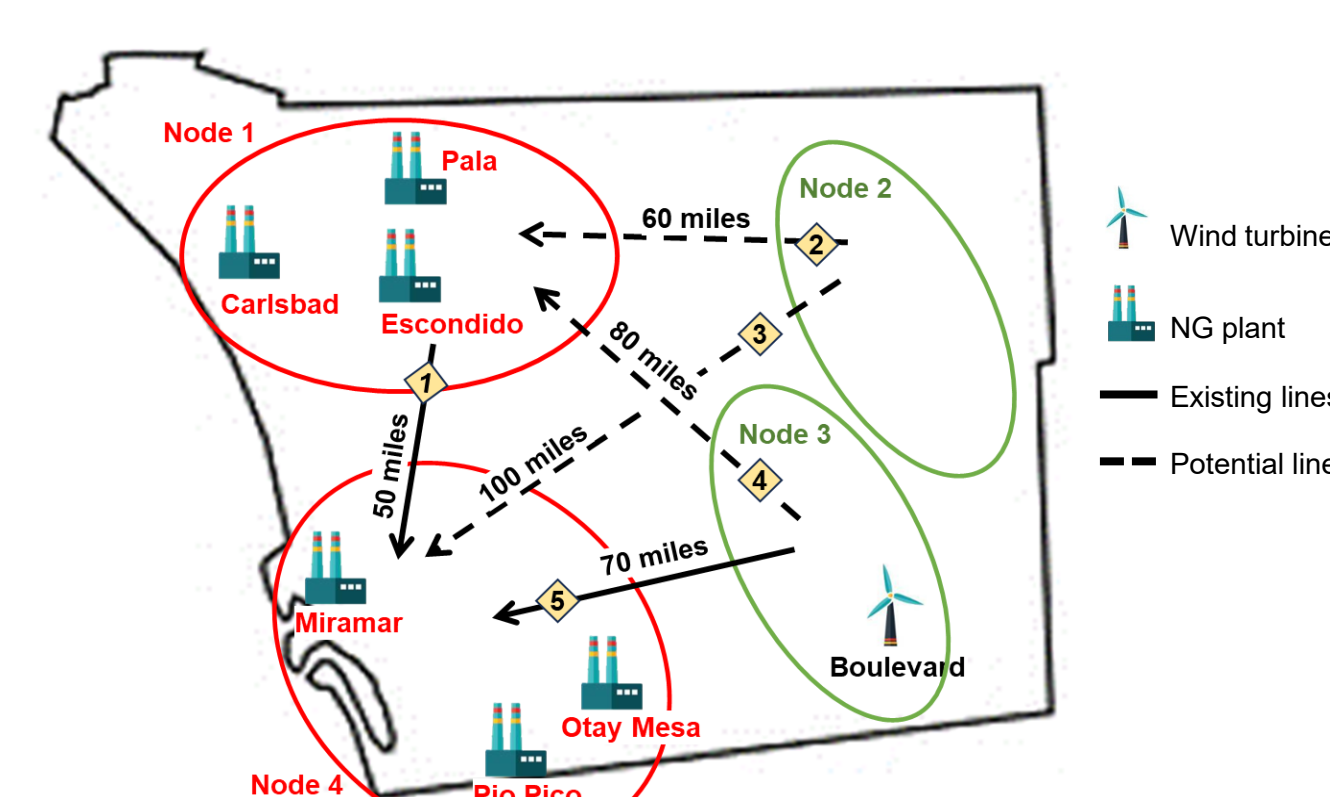 Node 1
Pala
Carlsbad
Escondido
60 miles
Node 2
2
3
80 miles
1
50 miles
100 miles
Node 3
4
70 miles
5
Miramar
Boulevard
Otay Mesa
Pio Pico
Node 4
Wind turbine
NG plant
Existing lines
Potential line